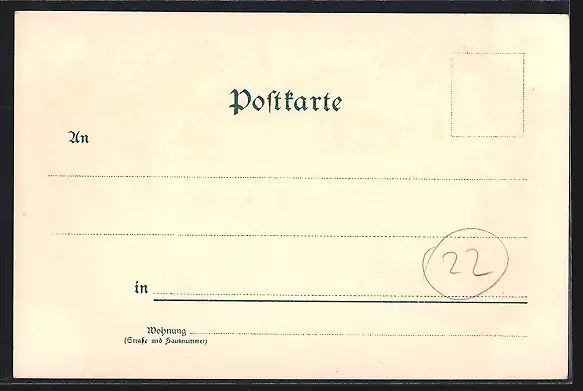 Poſtkarte
An
22
in
Wohnung
(Straße und Hausnummer)